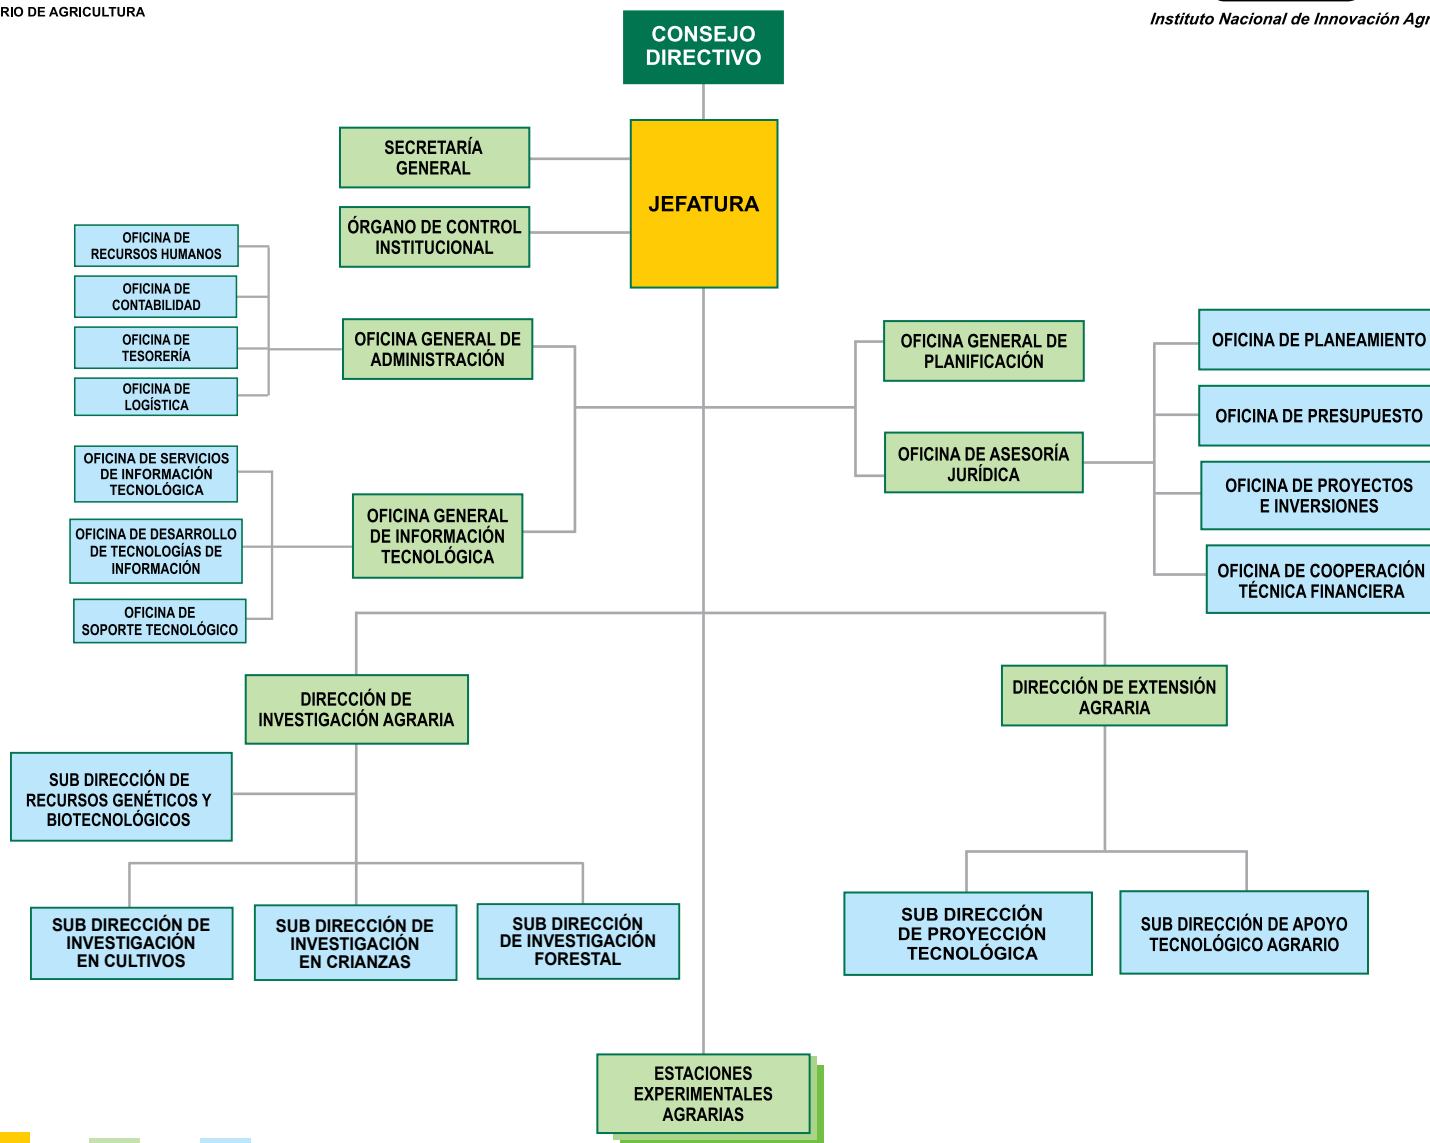 RIO DE AGRICULTURA
Instituto Nacional de Innovación Agr
CONSEJO
DIRECTIVO
SECRETARÍA
GENERAL
JEFATURA
ÓRGANO DE CONTROL
INSTITUCIONAL
OFICINA DE
RECURSOS HUMANOS
OFICINA DE
CONTABILIDAD
OFICINA DE
TESORERÍA
OFICINA DE
LOGÍSTICA
OFICINA GENERAL DE
ADMINISTRACIÓN
OFICINA GENERAL DE
PLANIFICACIÓN
OFICINA DE PLANEAMIENTO
OFICINA DE PRESUPUESTO
OFICINA DE ASESORÍA
JURÍDICA
OFICINA DE PROYECTOS
E INVERSIONES
OFICINA DE COOPERACIÓN
TÉCNICA FINANCIERA
OFICINA DE SERVICIOS
DE INFORMACIÓN
TECNOLÓGICA
OFICINA DE DESARROLLO
DE TECNOLOGÍAS DE
INFORMACIÓN
OFICINA DE
SOPORTE TECNOLÓGICO
OFICINA GENERAL
DE INFORMACIÓN
TECNOLÓGICA
DIRECCIÓN DE
INVESTIGACIÓN AGRARIA
DIRECCIÓN DE EXTENSIÓN
AGRARIA
SUB DIRECCIÓN DE
RECURSOS GENÉTICOS Y
BIOTECNOLÓGICOS
SUB DIRECCIÓN DE
INVESTIGACIÓN
EN CULTIVOS
SUB DIRECCIÓN DE
INVESTIGACIÓN
EN CRIANZAS
SUB DIRECCIÓN
DE INVESTIGACIÓN
FORESTAL
SUB DIRECCIÓN
DE PROYECCIÓN
TECNOLÓGICA
SUB DIRECCIÓN DE APOYO
TECNOLÓGICO AGRARIO
ESTACIONES
EXPERIMENTALES
AGRARIAS